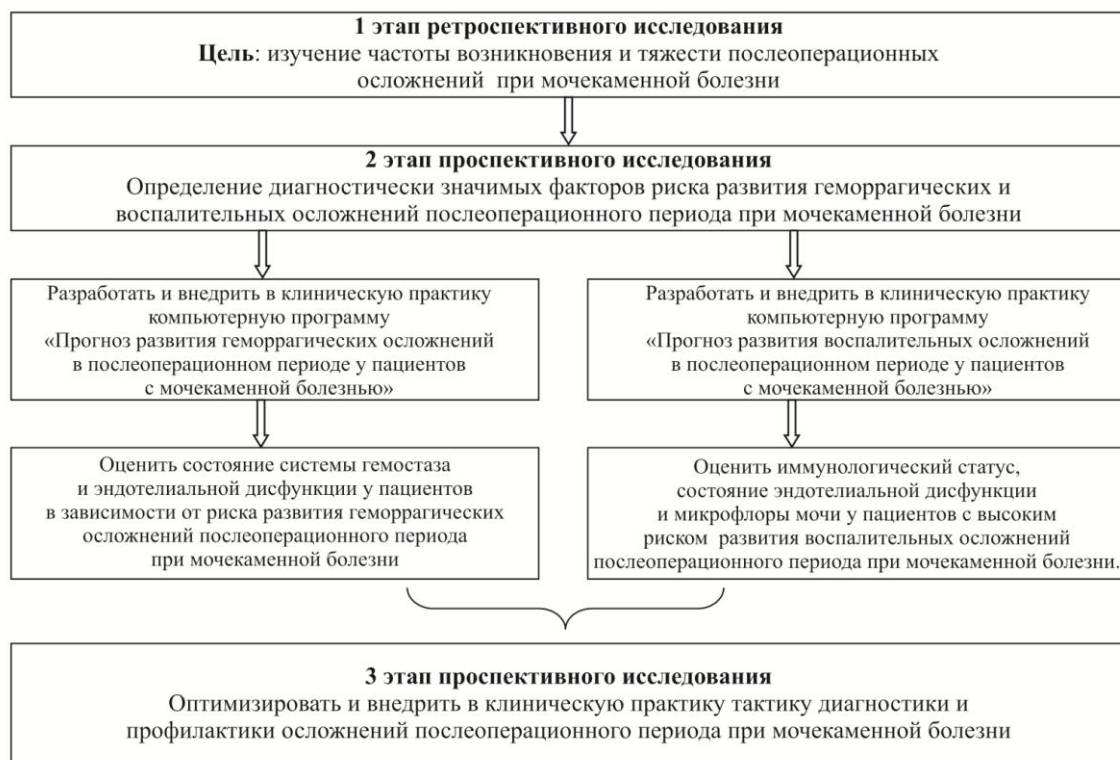 1 этап ретроспективного исследования
Цель: изучение частоты возникновения и тяжести послеоперационных
осложнений при мочекаменной болезни
2 этап проспективного исследования
Определение диагностически значимых факторов риска развития геморрагических и
воспалительных осложнений послеоперационного периода при мочекаменной болезни
Разработать и внедрить в клиническую практику
компьютерную программу
«Прогноз развития геморрагических осложнений
в послеоперационном периоде у пациентов
с мочекаменной болезнью»
Разработать и внедрить в клиническую практику
компьютерную программу
«Прогноз развития воспалительных осложнений
в послеоперационном периоде у пациентов
с мочекаменной болезнью»
Оценить состояние системы гемостаза
и эндотелиальной дисфункции у пациентов
в зависимости от риска развития геморрагических
осложнений послеоперационного периода
при мочекаменной болезни
Оценить иммунологический статус,
состояние эндотелиальной дисфункции
и микрофлоры мочи у пациентов с высоким
риском развития воспалительных осложнений
послеоперационного периода при мочекаменной болезни.
3 этап проспективного исследования
Оптимизировать и внедрить в клиническую практику тактику диагностики и
профилактики осложнений послеоперационного периода при мочекаменной болезни